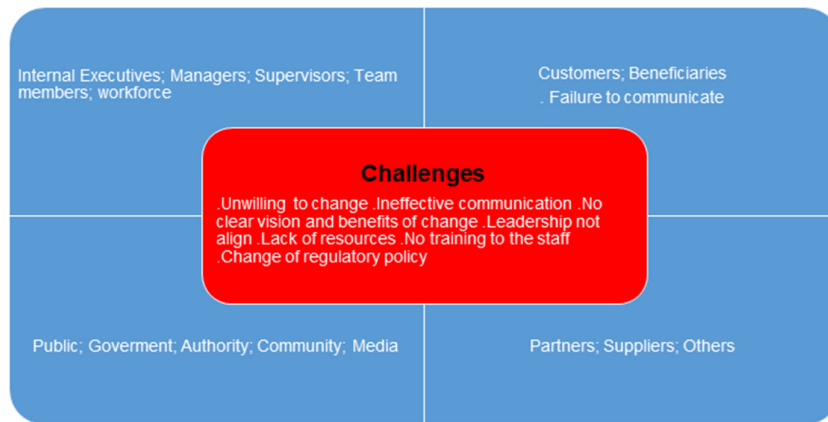 Internal Executives; Managers; Supervisors; Team
members; workforce
Customers; Beneficiaries
. Failure to communicate
Challenges
.Unwilling to change .Ineffective communication .No
clear vision and benefits of change .Leadership not
align .Lack of resources .No training to the staff
.Change of regulatory policy
Public; Goverment; Authority; Community; Media
Partners; Suppliers; Others